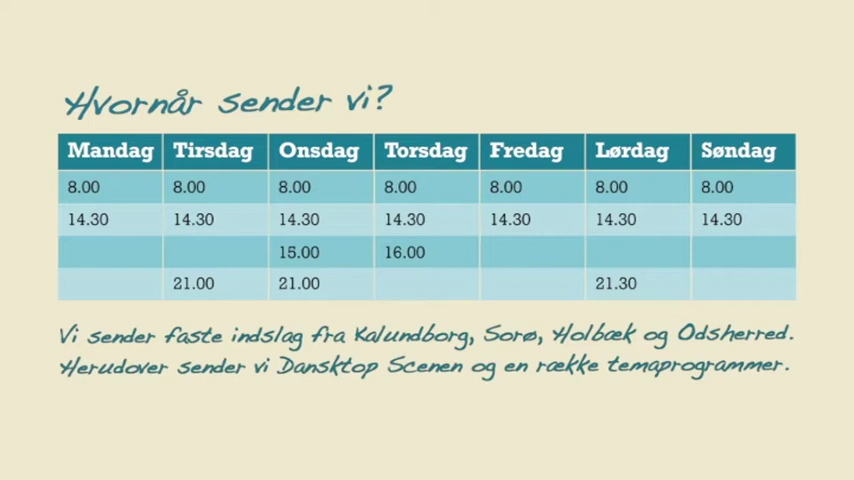 Hvornår sender vi?
Mandag Tirsdag Onsdag Torsdag Fredag Lørdag Søndag
8.00 8.00 8.00 8.00 8.00 8.00 8.00
14.30 14.30 14.30 14.30 14.30 14.30 14.30
15.00 16.00
21.00 21.00 21.30
Vi sender faste indslag fra Kalundborg, Sorø, Holbæk og Odsherred.
Herudover sender vi Dansktop Scenen og en række temaprogrammer.